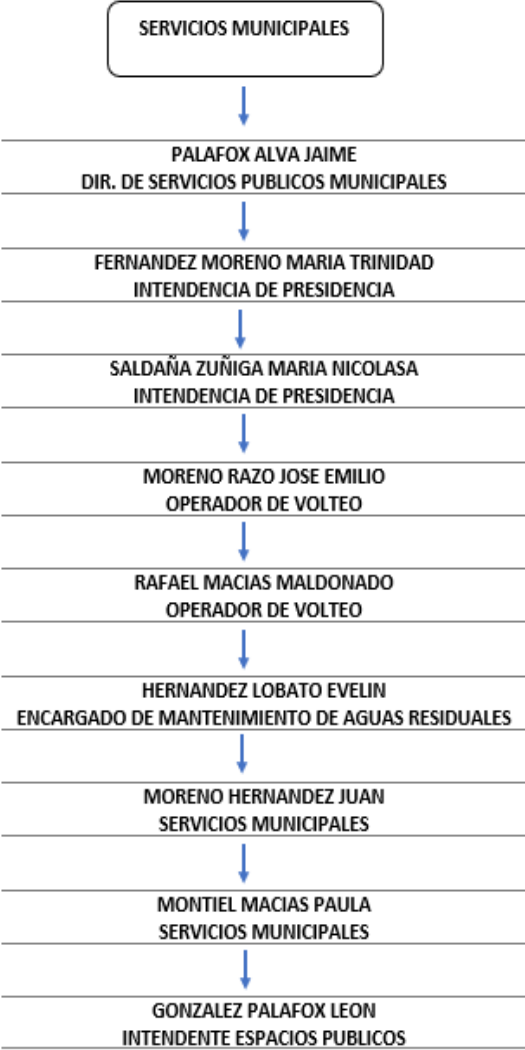 SERVICIOS MUNICIPALES
PALAFOX ALVA JAIME
DIR. DE SERVICIOS PUBLICOS MUNICIPALES
FERNANDEZ MORENO MARIA TRINIDAD
INTENDENCIA DE PRESIDENCIA
SALDAÑA ZUÑIGA MARIA NICOLASA
INTENDENCIA DE PRESIDENCIA
MORENO RAZO JOSE EMILIO
OPERADOR DE VOLTEO
RAFAEL MACIAS MALDONADO
OPERADOR DE VOLTEO
HERNANDEZ LOBATO EVELIN
ENCARGADO DE MANTENIMIENTO DE AGUAS RESIDUALES
MORENO HERNANDEZ JUAN
SERVICIOS MUNICIPALES
MONTIEL MACIAS PAULA
SERVICIOS MUNICIPALES
GONZALEZ PALAFOX LEON
INTENDENTE ESPACIOS PUBLICOS